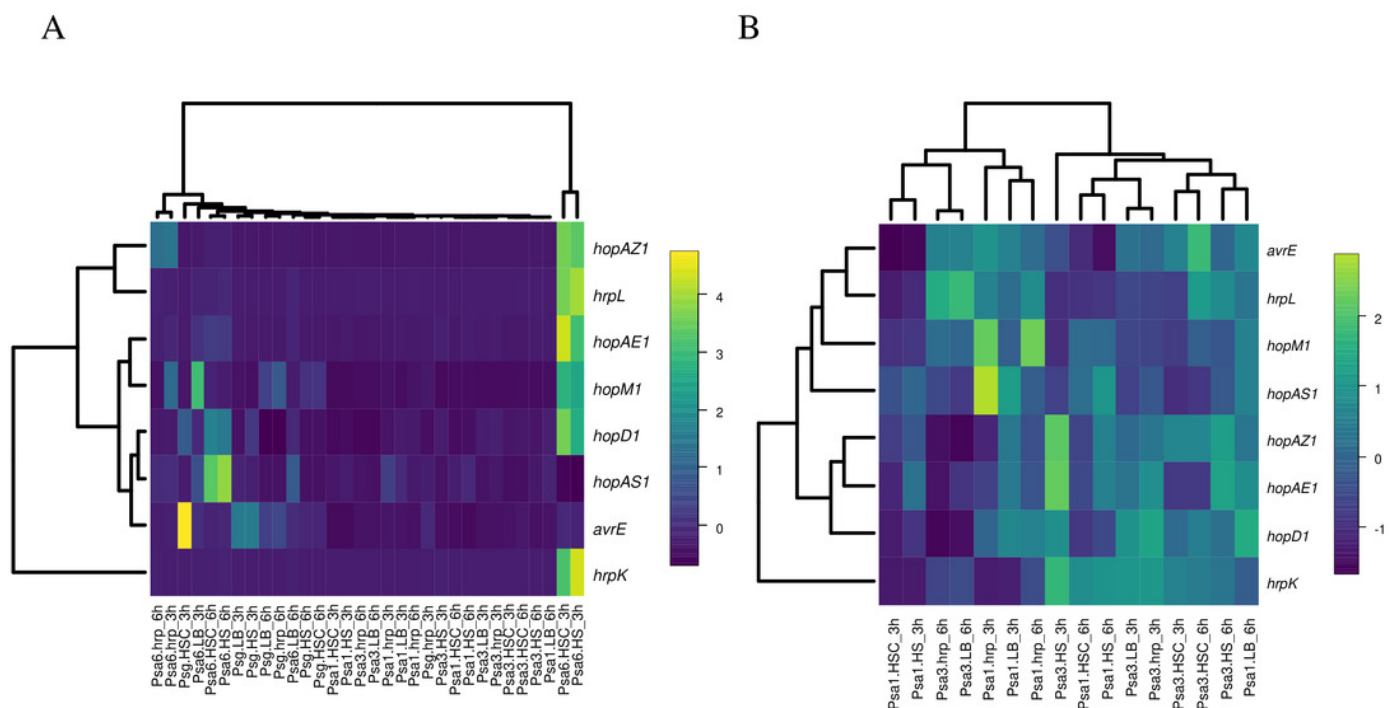 A
B
hopAZ1
hrpL
hopAE1
hopM1
hopD1
hopAS1
avrE
hrpK
4
3
2
1
0
Psa6.hrp_6h
Psa6.hrp_3h
Psg.HSC_3h
Psa6.LB_3h
Psa6.HSC_6h
Psa6.HS_6h
Psg.LB_3h
Psg.HS_3h
Psg.LB_6h
Psg.hrp_6h
Psa6.LB_6h
Psg.HS_6h
Psg.HSC_6h
Psa1.HSC_3h
Psa1.HS_3h
Psa3.hrp_6h
Psa3.LB_6h
Psa1.hrp_3h
Psa1.LB_3h
Psa1.hrp_6h
Psg.hrp_3h
Psa3.HS_3h
Psa1.HSC_6h
Psa1.HS_6h
Psa3.LB_3h
Psa3.hrp_3h
Psa3.HSC_3h
Psa3.HSC_6h
Psa3.HS_6h
Psa1.LB_6h
Psa6.HSC_3h
Psa6.HS_3h
avrE
hrpL
hopM1
hopAS1
hopAZ1
hopAE1
hopD1
hrpK
2
1
0
-1
Psa1.HSC_3h
Psa1.HS_3h
Psa3.hrp_6h
Psa3.LB_6h
Psa1.hrp_3h
Psa1.LB_3h
Psa1.hrp_6h
Psa3.HS_3h
Psa1.HSC_6h
Psa1.HS_6h
Psa3.LB_3h
Psa3.hrp_3h
Psa3.HSC_3h
Psa3.HSC_6h
Psa3.HS_6h
Psa1.LB_6h